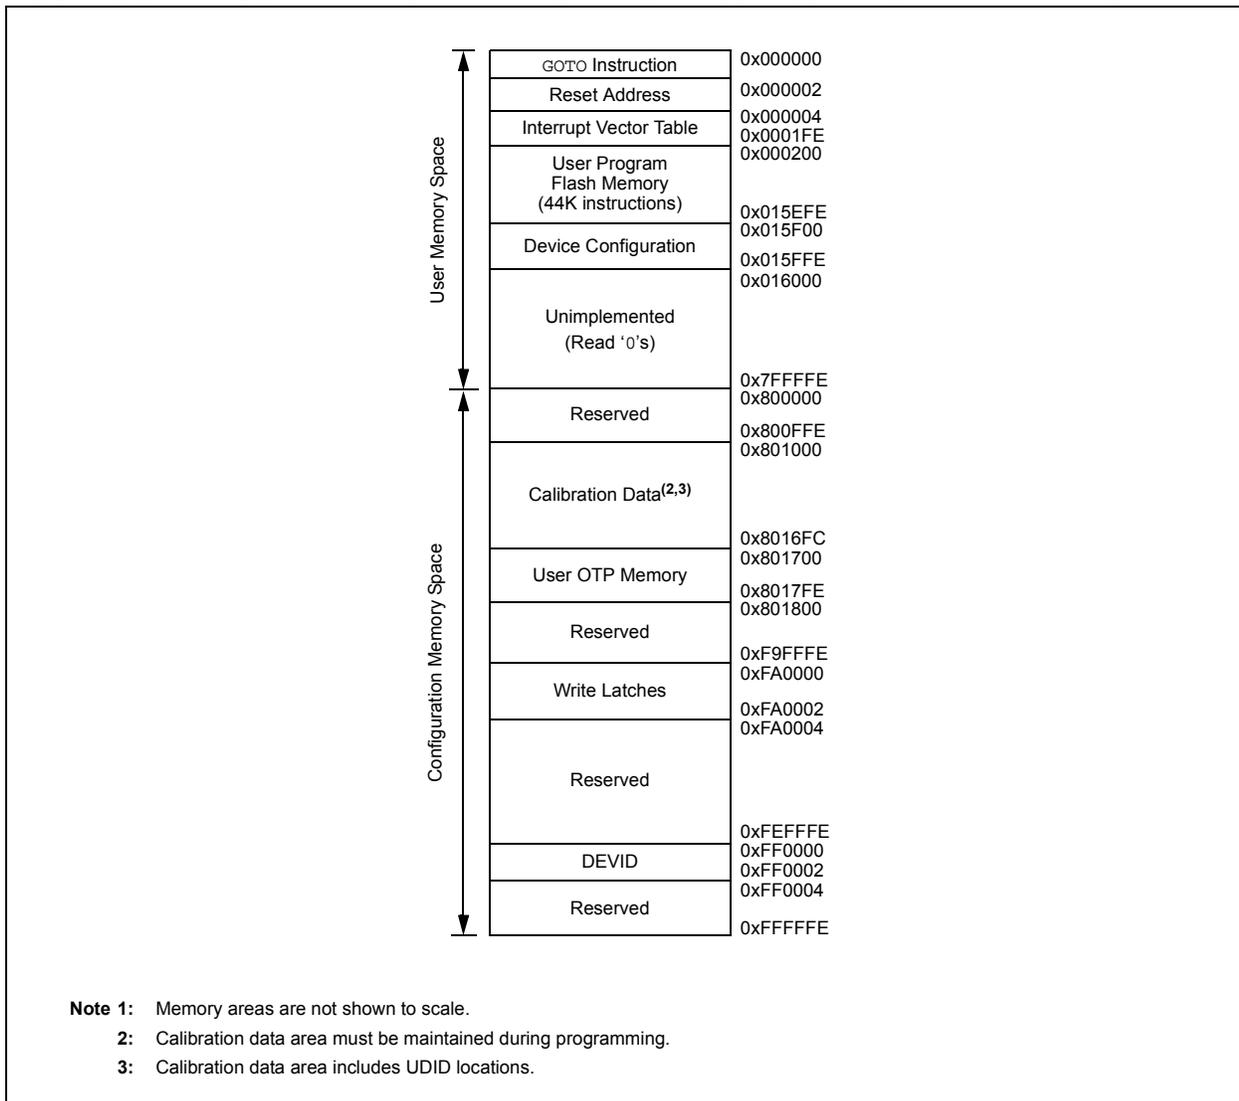 GOTO Instruction
0x000000
Reset Address
0x000002
Interrupt Vector Table
0x000004
0x0001FE
User Program
Flash Memory
(44K instructions)
0x000200
0x015EFE
Device Configuration
0x015F00
0x015FFE
Unimplemented
(Read ‘0’s)
0x016000
0x7FFFFE
User Memory Space
Reserved
0x800000
0x800FFE
Calibration Data(2,3)
0x801000
0x8016FC
User OTP Memory
0x801700
0x8017FE
Reserved
0x801800
0xF9FFFE
Write Latches
0xFA0000
0xFA0002
Reserved
0xFA0004
0xFEFFFE
DEVID
0xFF0000
0xFF0002
Reserved
0xFF0004
0xFFFFFE
Configuration Memory Space
Note 1: Memory areas are not shown to scale.
2: Calibration data area must be maintained during programming.
3: Calibration data area includes UDID locations.